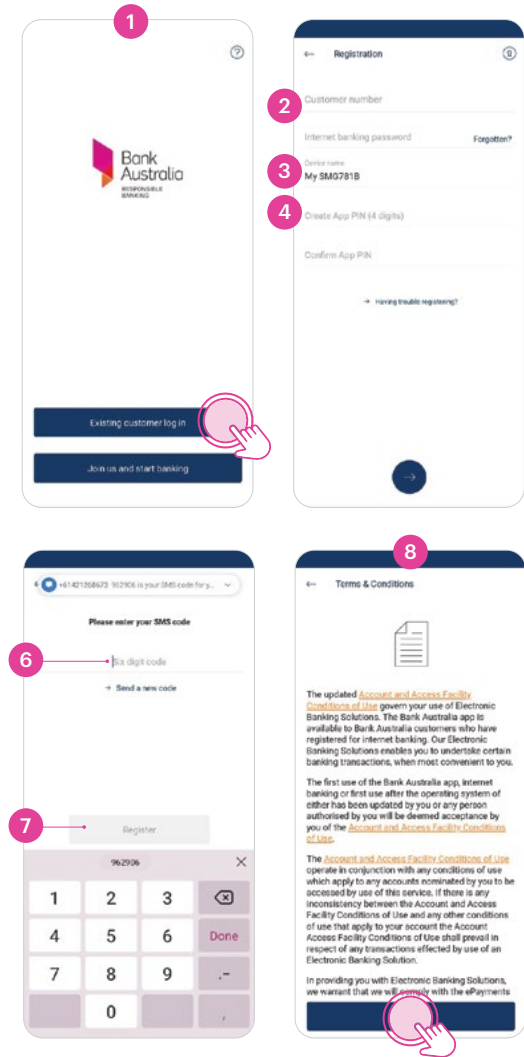 1
Bank
Australia
RESPONSIBLE
BANKING
Existing customer log in
Join us and start banking
Registration
2
Customer number
Internet banking password
Forgotten?
3
Device name
My SMG781B
4
Create App PIN (4 digits)
Confirm App PIN
→ Having trouble registering?
+61421268673 962906 is your SMS code for y...
Please enter your SMS code
6
Six digit code
→ Send a new code
7
Register
962906
1 2 3
4 5 6 Done
7 8 9 .-
0 ,
8
Terms & Conditions
The updated Account and Access Facility
Conditions of Use govern your use of Electronic
Banking Solutions. The Bank Australia app is
available to Bank Australia customers who have
registered for internet banking. Our Electronic
Banking Solutions enables you to undertake certain
banking transactions, when most convenient to you.
The first use of the Bank Australia app, internet
banking or first use after the operating system of
either has been updated by you or any person
authorised by you will be deemed acceptance by
you of the Account and Access Facility Conditions
of Use.
The Account and Access Facility Conditions of Use
operate in conjunction with any conditions of use
which apply to any accounts nominated by you to be
accessed by use of this service. If there is any
inconsistency between the Account and Access
Facility Conditions of Use and any other conditions
of use that apply to your account the Account
Access Facility Conditions of Use shall prevail in
respect of any transactions effected by use of an
Electronic Banking Solution.
In providing you with Electronic Banking Solutions,
we warrant that we will comply with the ePayments